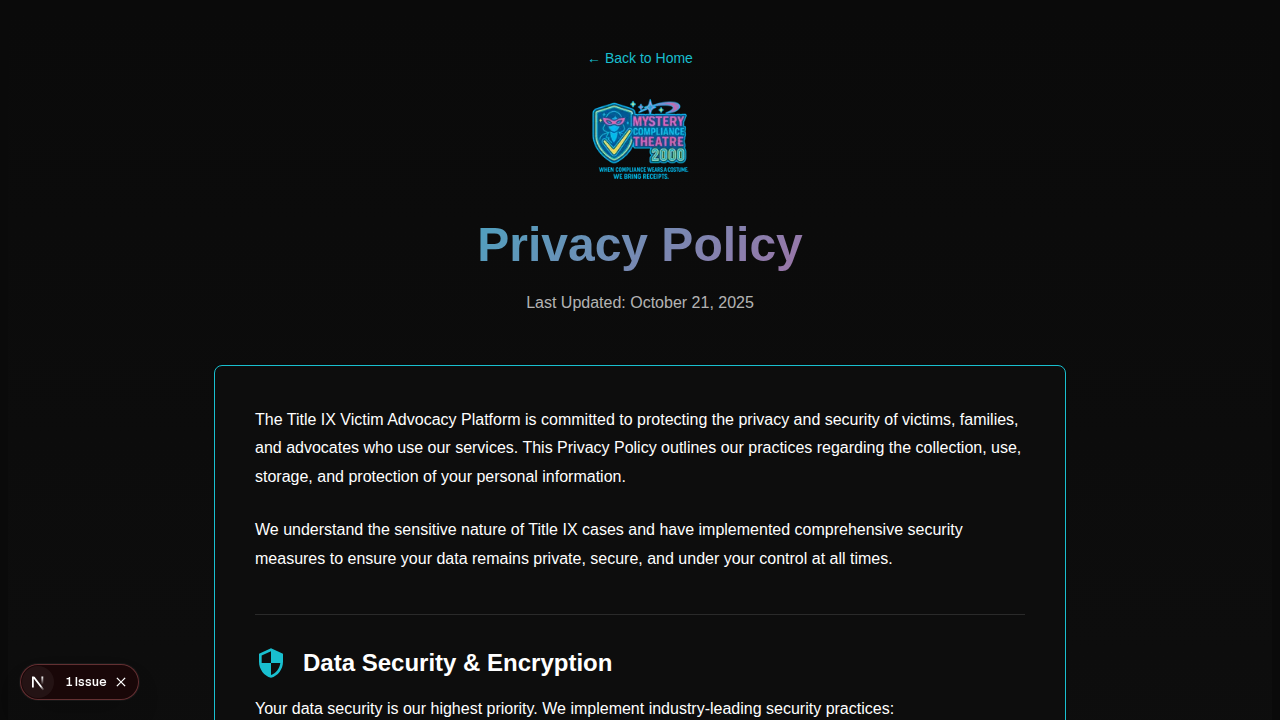 ← Back to Home
MYSTERY
COMPLIANCE
THEATRE
2000
WHEN COMPLIANCE WEARS A COSTUME,
WE BRING RECEIPTS.
Privacy Policy
Last Updated: October 21, 2025
The Title IX Victim Advocacy Platform is committed to protecting the privacy and security of victims, families,
and advocates who use our services. This Privacy Policy outlines our practices regarding the collection, use,
storage, and protection of your personal information.
We understand the sensitive nature of Title IX cases and have implemented comprehensive security
measures to ensure your data remains private, secure, and under your control at all times.
Data Security & Encryption
Your data security is our highest priority. We implement industry-leading security practices:
N
1 Issue